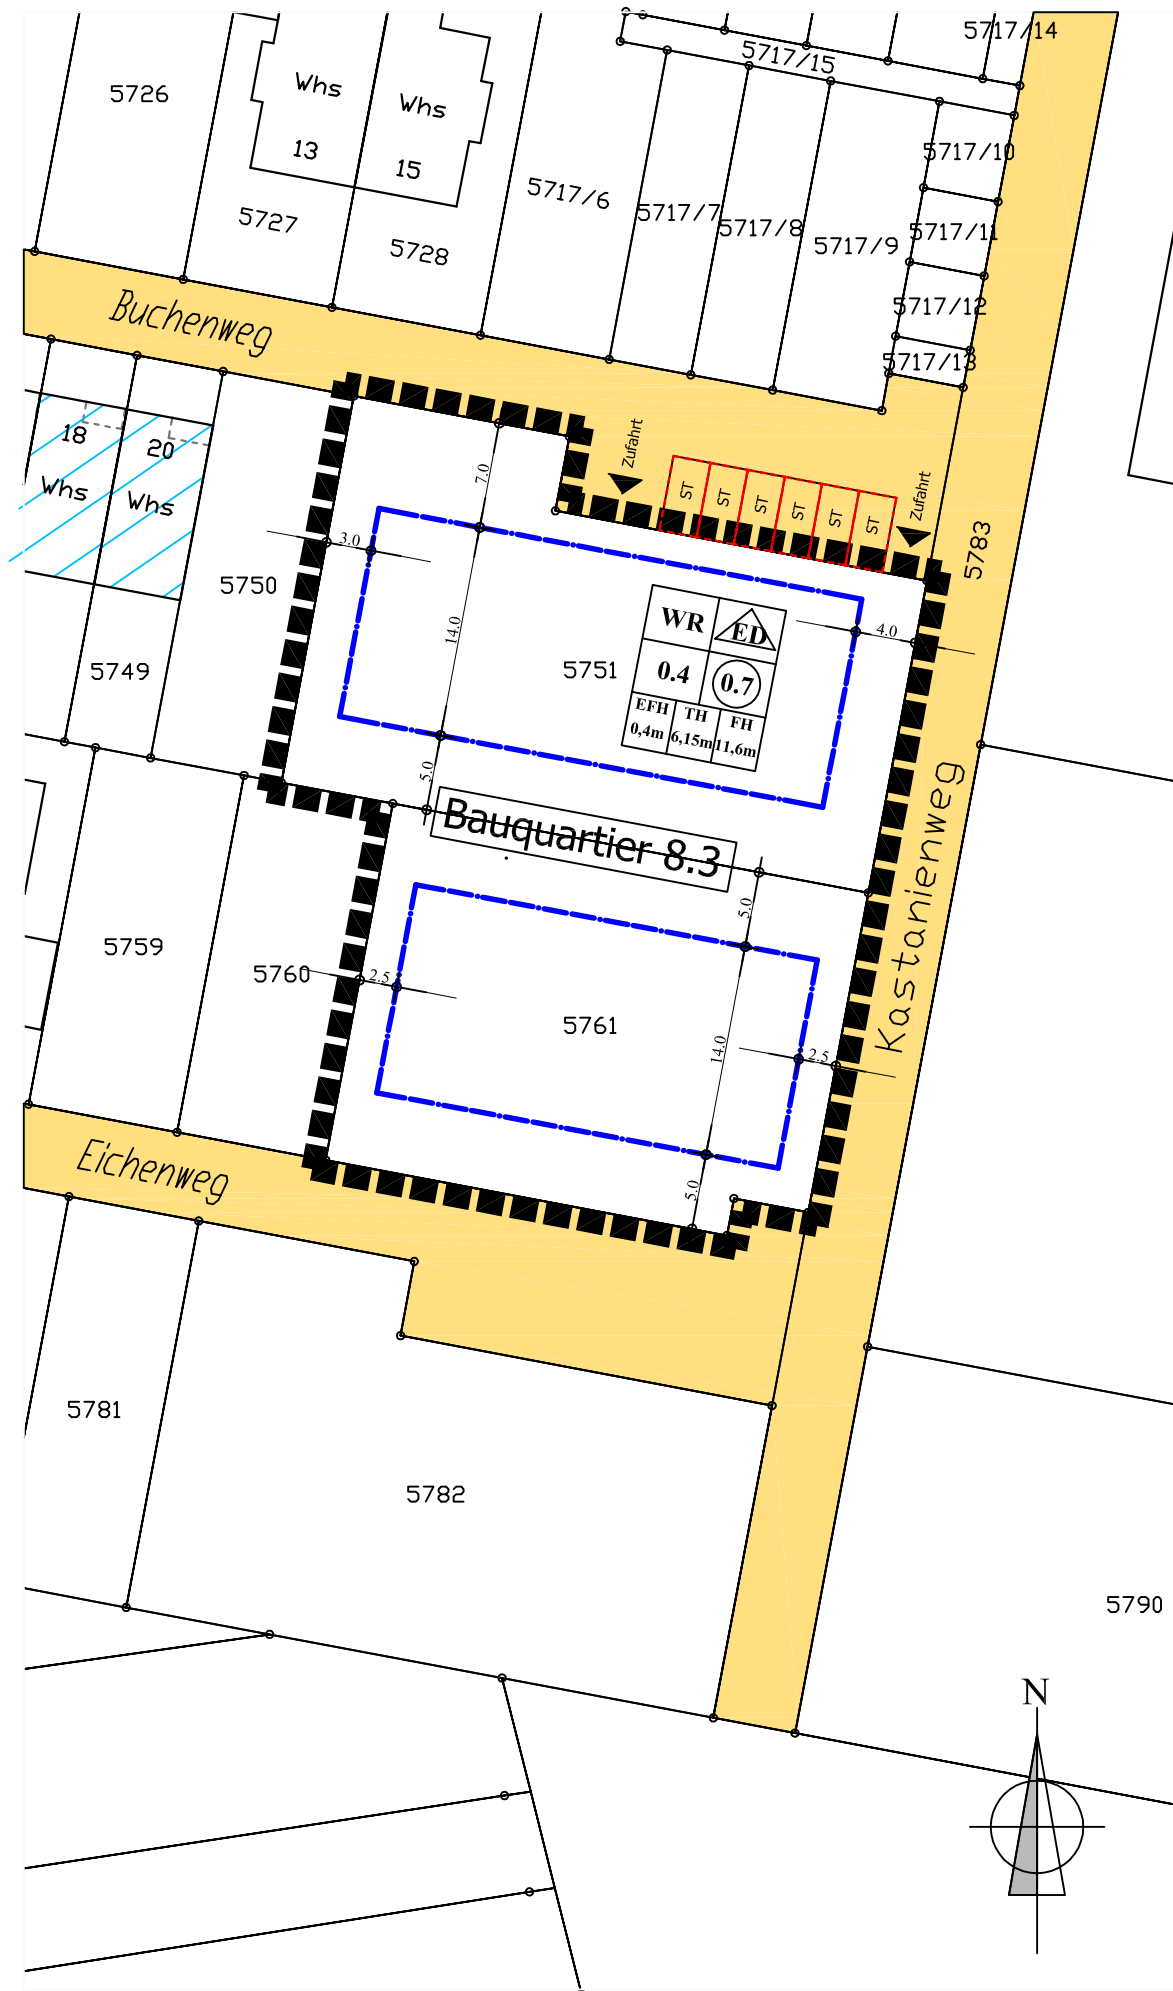 5717/14
5717/15
5726
Whs
Whs
13
15
5717/10
5717/6
5717/7
5717/8
5717/9
5717/11
5727
5728
5717/12
5717/13
Buchenweg
18
20
Whs
Whs
7.0
Zufahrt
Zufahrt
ST
ST
ST
ST
ST
ST
3.0
5750
5783
14.0
4.0
WR
ED
5751
0.4
0.7
EFH
TH
FH
0,4m
6,15m
11,6m
5749
5.0
Bauquartier 8.3
Kastanienweg
5.0
5759
5760
2.5
5761
14.0
2.5
Eichenweg
5.0
5781
5782
5790
N